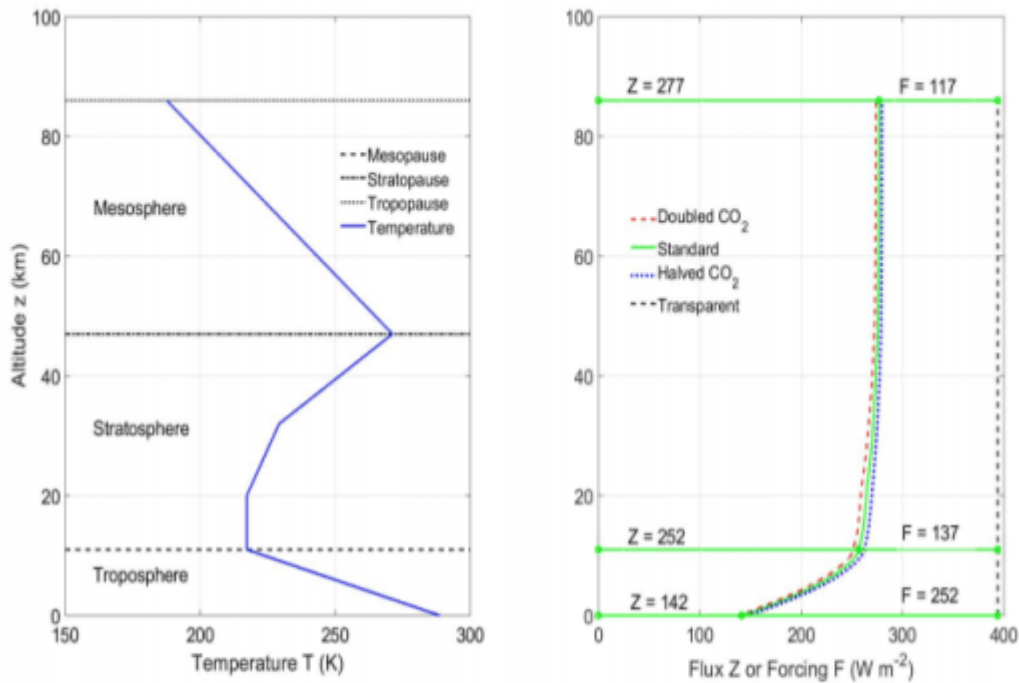 100
80
60
40
20
0
Altitude z (km)
Mesosphere
Stratosphere
Troposphere
Mesopause
Stratopause
Tropopause
Temperature
150
200
250
300
Temperature T (K)
100
80
60
40
20
0
Z = 277
F = 117
Doubled CO2
Standard
Halved CO2
Transparent
Z = 252
F = 137
Z = 142
F = 252
0
100
200
300
400
Flux Z or Forcing F (W m-2)